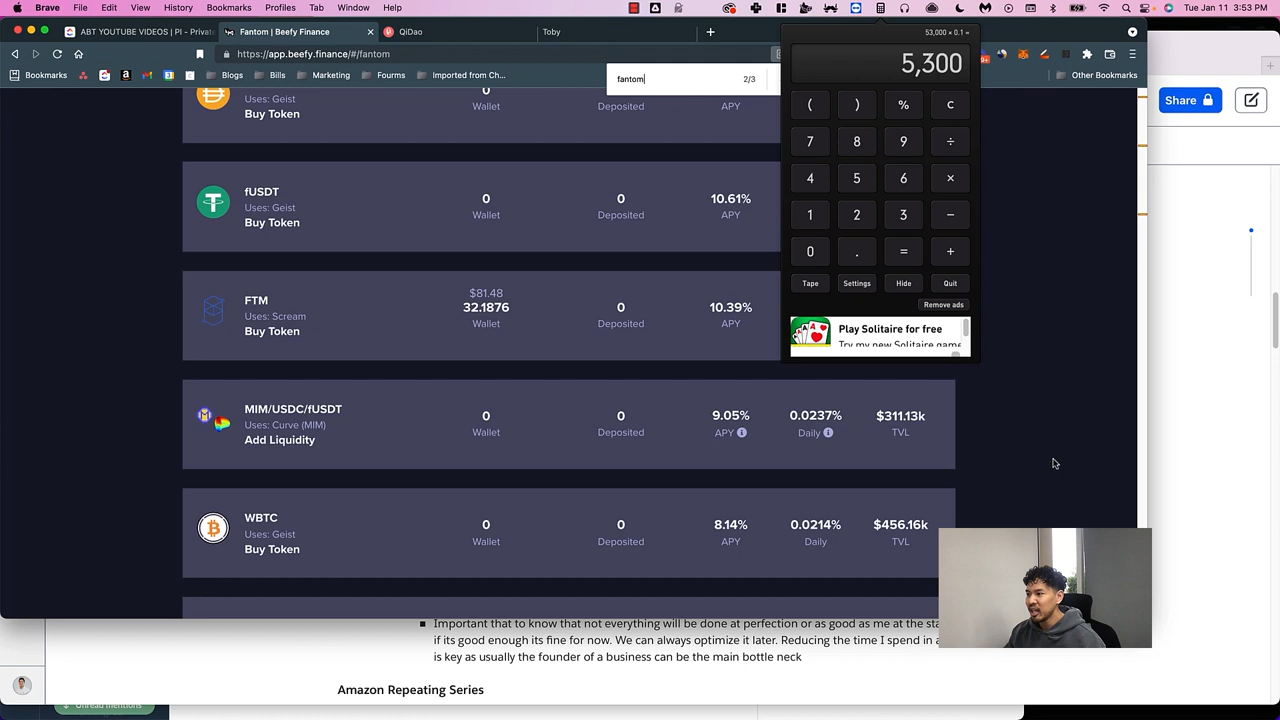 Brave File Edit View History Bookmarks Profiles Tab Window Help
Tue Jan 11 3:53 PM
ABT YOUTUBE VIDEOS | PI - Privat
Fantom | Beefy Finance
QiDao
Toby
https://app.beefy.finance/#/fantom
Bookmarks
Blogs
Bills
Marketing
Fourms
Imported from Ch...
Other Bookmarks
fantom
2/3
53,000 × 0.1 =
5,300
( ) % c
7 8 9 ÷
4 5 6 ×
1 2 3 −
0 . = +
Tape Settings Hide Quit
Remove ads
Play Solitaire for free
Try my new Solitaire game
Share
0
Uses: Geist
Wallet
Deposited
APY
Buy Token
fUSDT
0 0 10.61%
Uses: Geist
Wallet Deposited APY
Buy Token
$81.48
FTM
32.1876 0 10.39%
Uses: Scream
Wallet Deposited APY
Buy Token
MIM/USDC/fUSDT
0 0 9.05% 0.0237% $311.13k
Uses: Curve (MIM)
Wallet Deposited APY Daily TVL
Add Liquidity
WBTC
0 0 8.14% 0.0214% $456.16k
Uses: Geist
Wallet Deposited APY Daily TVL
Buy Token
Important that to know that not everything will be done at perfection or as good as me at the sta
if its good enough its fine for now. We can always optimize it later. Reducing the time I spend in a
is key as usually the founder of a business can be the main bottle neck
Amazon Repeating Series
Unread mentions